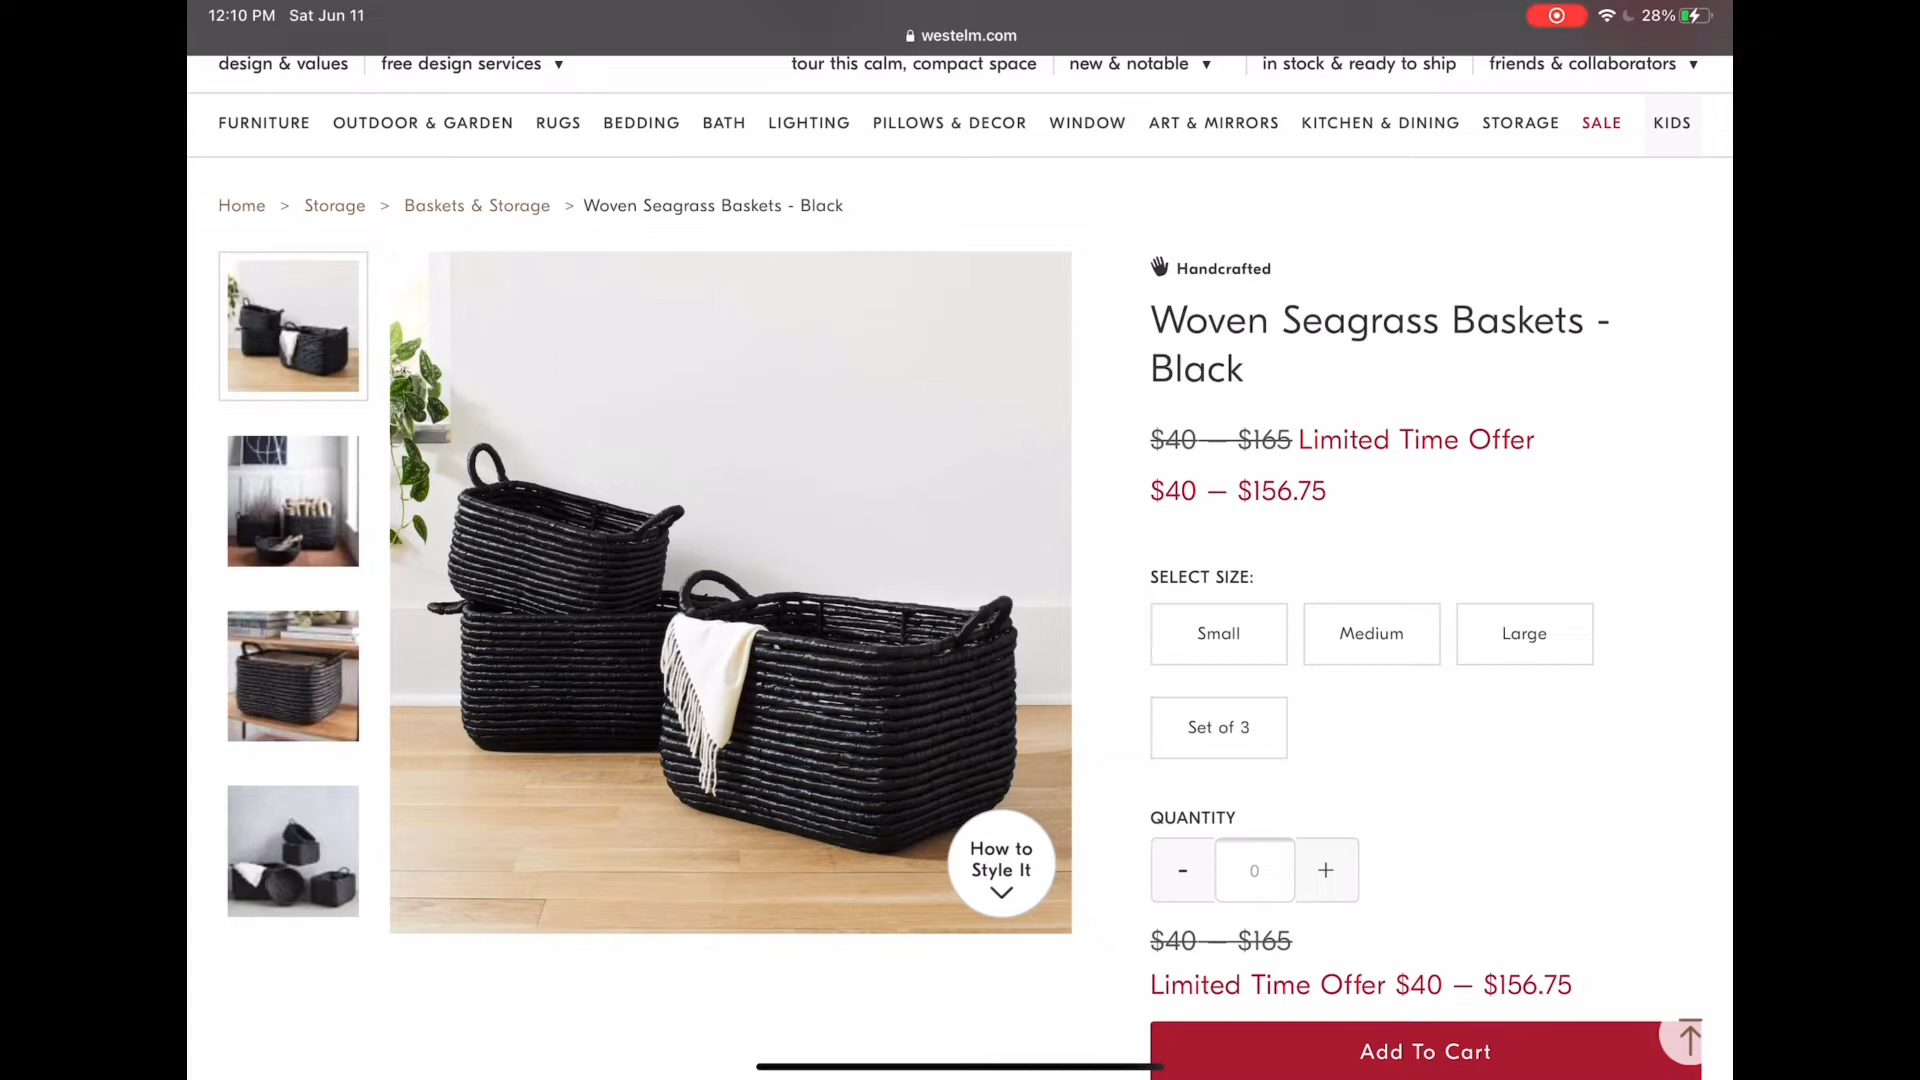 12:10 PM Sat Jun 11
28%
westelm.com
design & values free design services ▼ tour this calm, compact space new & notable ▼ in stock & ready to ship friends & collaborators ▼
FURNITURE OUTDOOR & GARDEN RUGS BEDDING BATH LIGHTING PILLOWS & DECOR WINDOW ART & MIRRORS KITCHEN & DINING STORAGE SALE KIDS
Home > Storage > Baskets & Storage > Woven Seagrass Baskets - Black
Handcrafted
Woven Seagrass Baskets -
Black
$40 – $165 Limited Time Offer
$40 – $156.75
SELECT SIZE:
Small Medium Large
Set of 3
QUANTITY
- 0 +
$40 – $165
Limited Time Offer $40 – $156.75
Add To Cart
How to
Style It